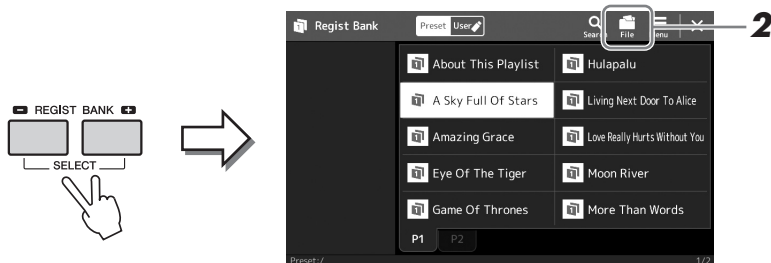 Regist Bank
Preset User
Search File Menu
2
About This Playlist
Hulapalu
A Sky Full Of Stars
Living Next Door To Alice
Amazing Grace
Love Really Hurts Without You
Eye Of The Tiger
Moon River
Game Of Thrones
More Than Words
P1 P2
Preset:/ 1/2
- REGIST BANK +
SELECT